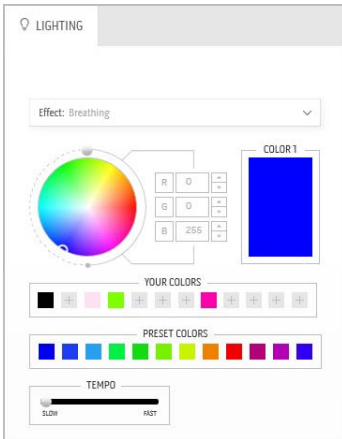 LIGHTING
Effect: Breathing
COLOR 1
R 0
G 0
B 255
YOUR COLORS
PRESET COLORS
TEMPO
SLOW FAST